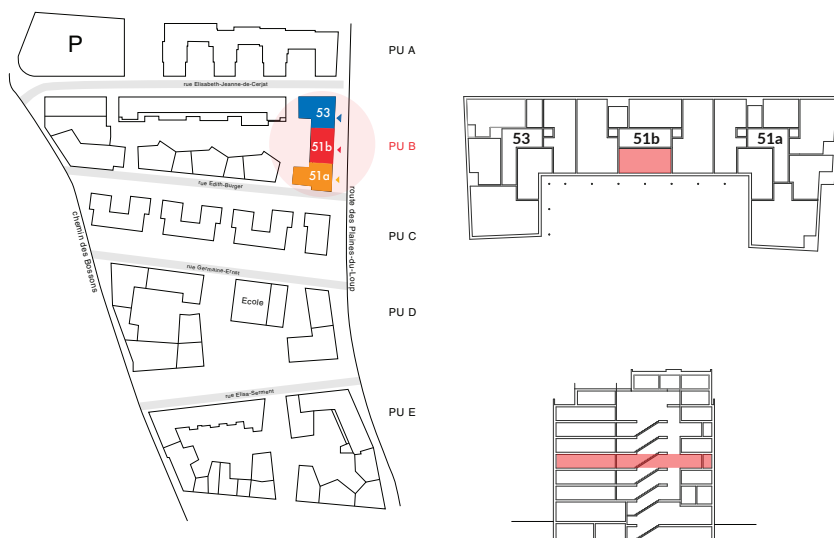 P
PU A
rue Elisabeth-Jeanne-de-Cerjat
53
51b
PU B
51a
rue Edith-Burger
route des Plaines-du-Loup
chemin des Bossons
PU C
rue Germaine-Ernst
Ecole
PU D
rue Elisa-Serment
PU E
53
51b
51a